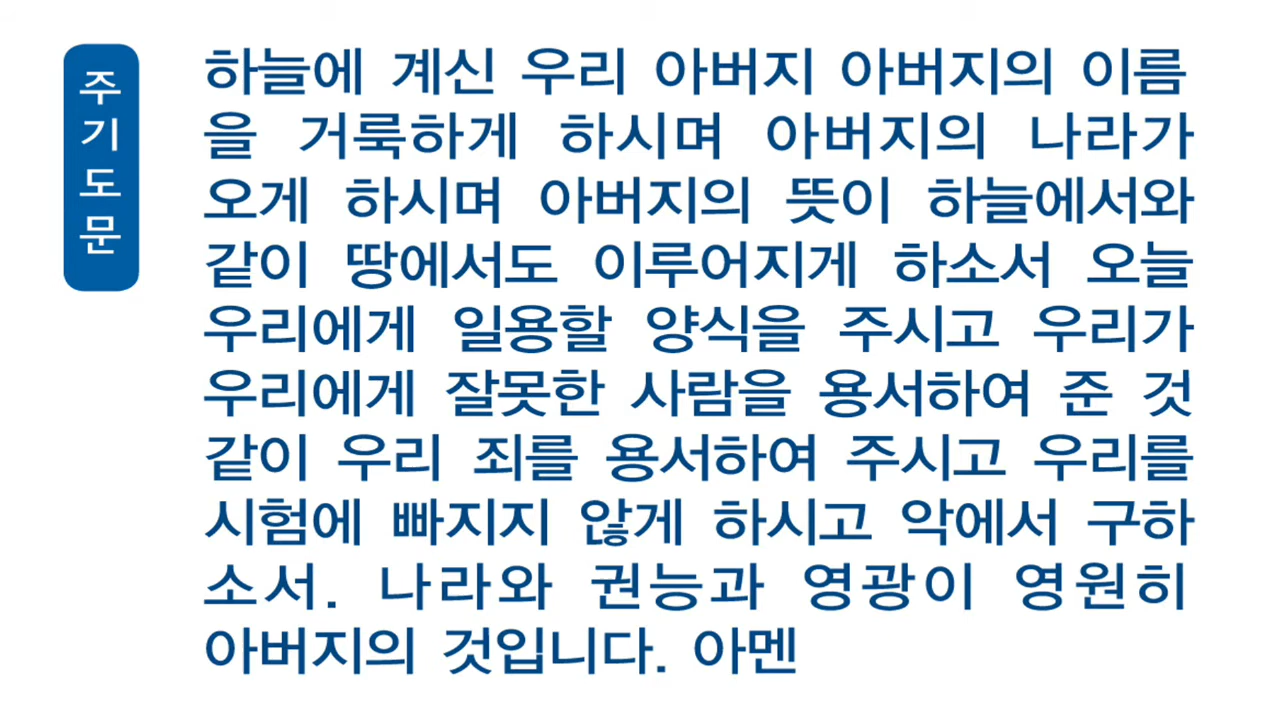 주기도문
하늘에 계신 우리 아버지 아버지의 이름
을 거룩하게 하시며 아버지의 나라가
오게 하시며 아버지의 뜻이 하늘에서와
같이 땅에서도 이루어지게 하소서 오늘
우리에게 일용할 양식을 주시고 우리가
우리에게 잘못한 사람을 용서하여 준 것
같이 우리 죄를 용서하여 주시고 우리를
시험에 빠지지 않게 하시고 악에서 구하
소서. 나라와 권능과 영광이 영원히
아버지의 것입니다. 아멘